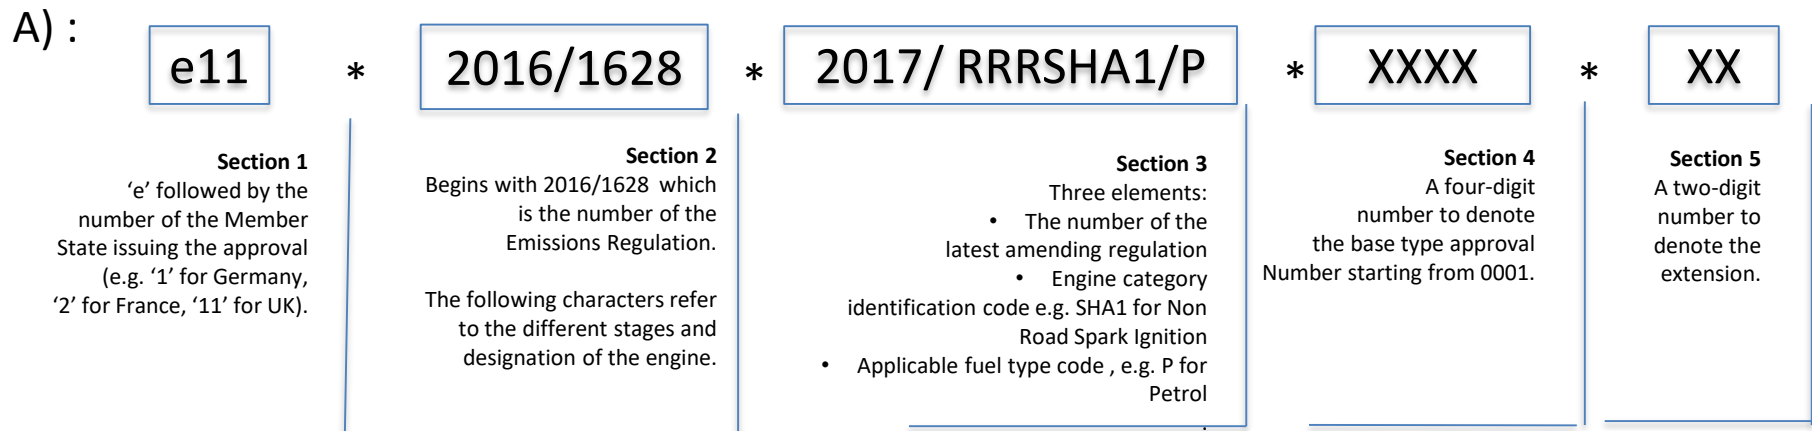 A) :
e11 * 2016/1628 * 2017/ RRRSHA1/P * XXXX * XX
Section 1
‘e’ followed by the
number of the Member
State issuing the approval
(e.g. ‘1’ for Germany,
‘2’ for France, ‘11’ for UK).
Section 2
Begins with 2016/1628 which
is the number of the
Emissions Regulation.
The following characters refer
to the different stages and
designation of the engine.
Section 3
Three elements:
• The number of the
latest amending regulation
• Engine category
identification code e.g. SHA1 for Non
Road Spark Ignition
• Applicable fuel type code , e.g. P for
Petrol
.
Section 4
A four-digit
number to denote
the base type approval
Number starting from 0001.
Section 5
A two-digit
number to
denote the
extension.